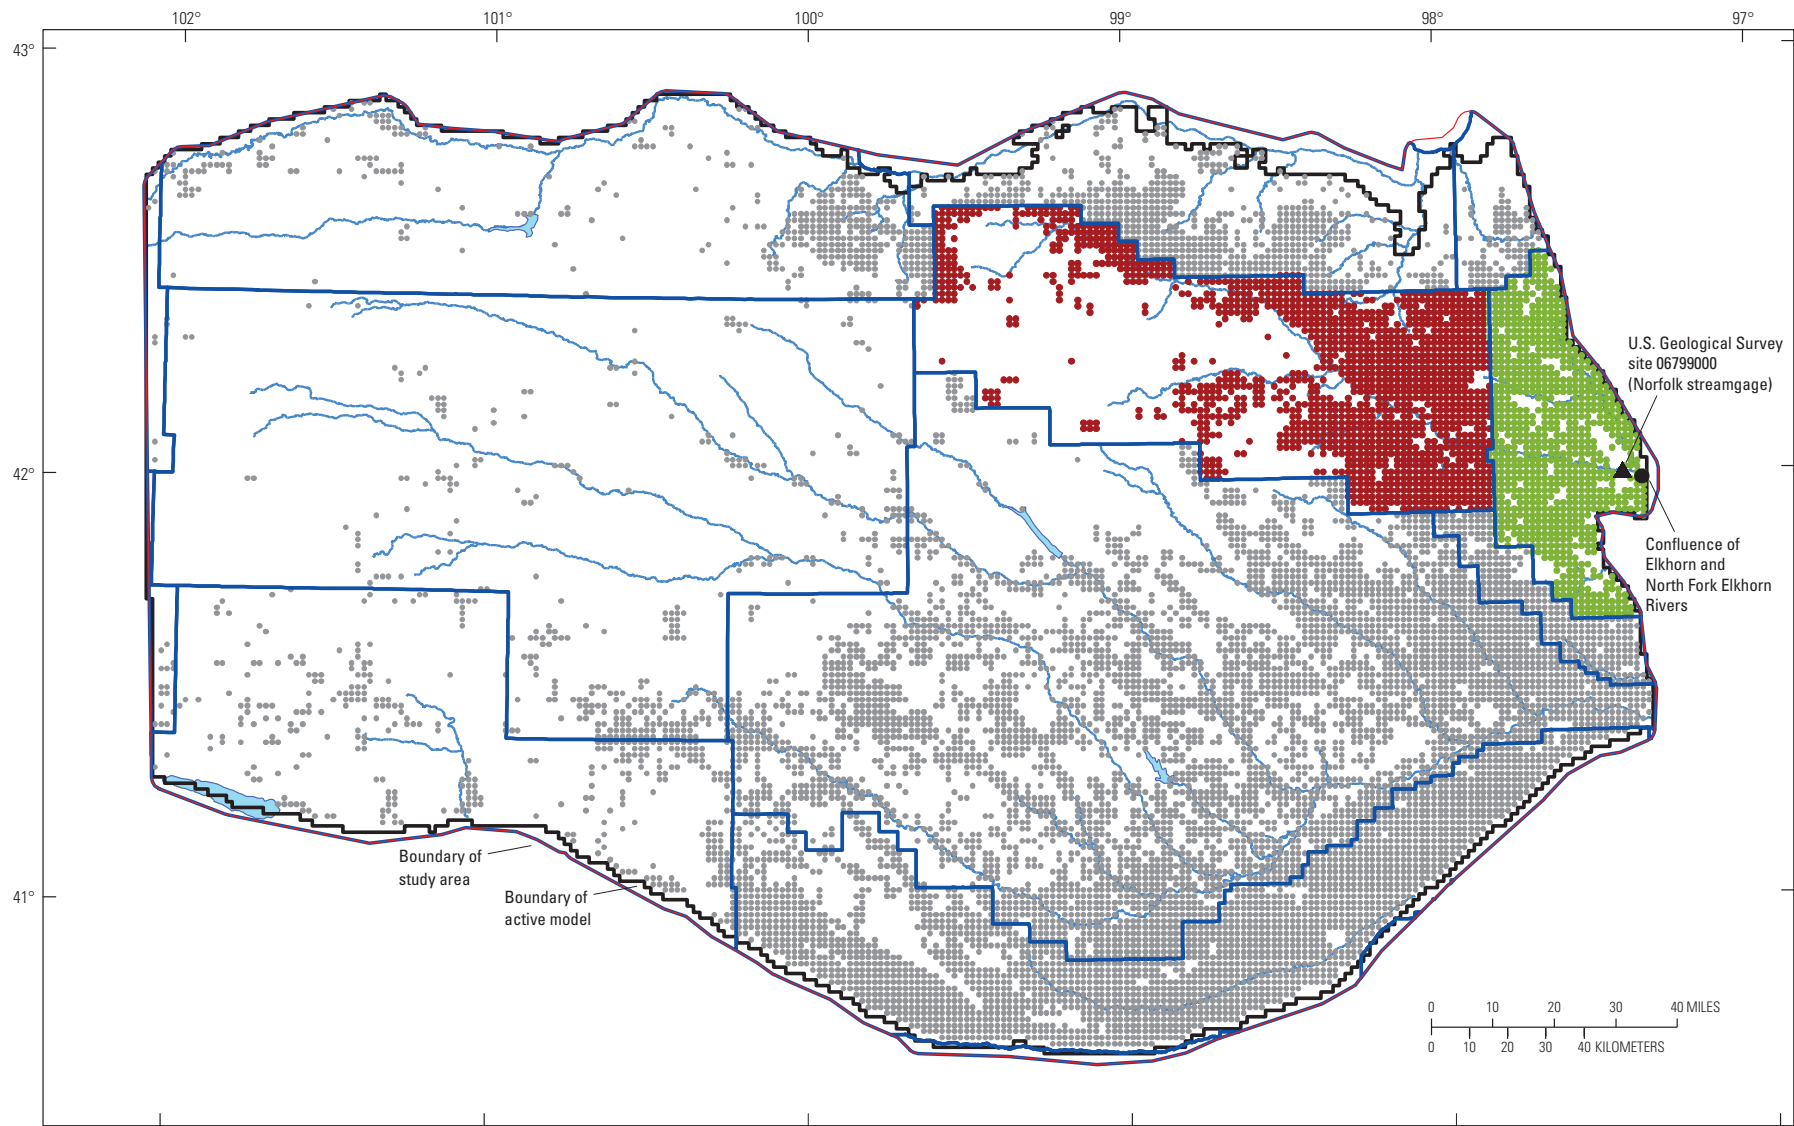 102°
101°
100°
99°
98°
97°
43°
42°
41°
U.S. Geological Survey
site 06799000
(Norfolk streamgage)
Confluence of
Elkhorn and
North Fork Elkhorn
Rivers
Boundary of
study area
Boundary of
active model
0 10 20 30 40 MILES
0 10 20 30 40 KILOMETERS